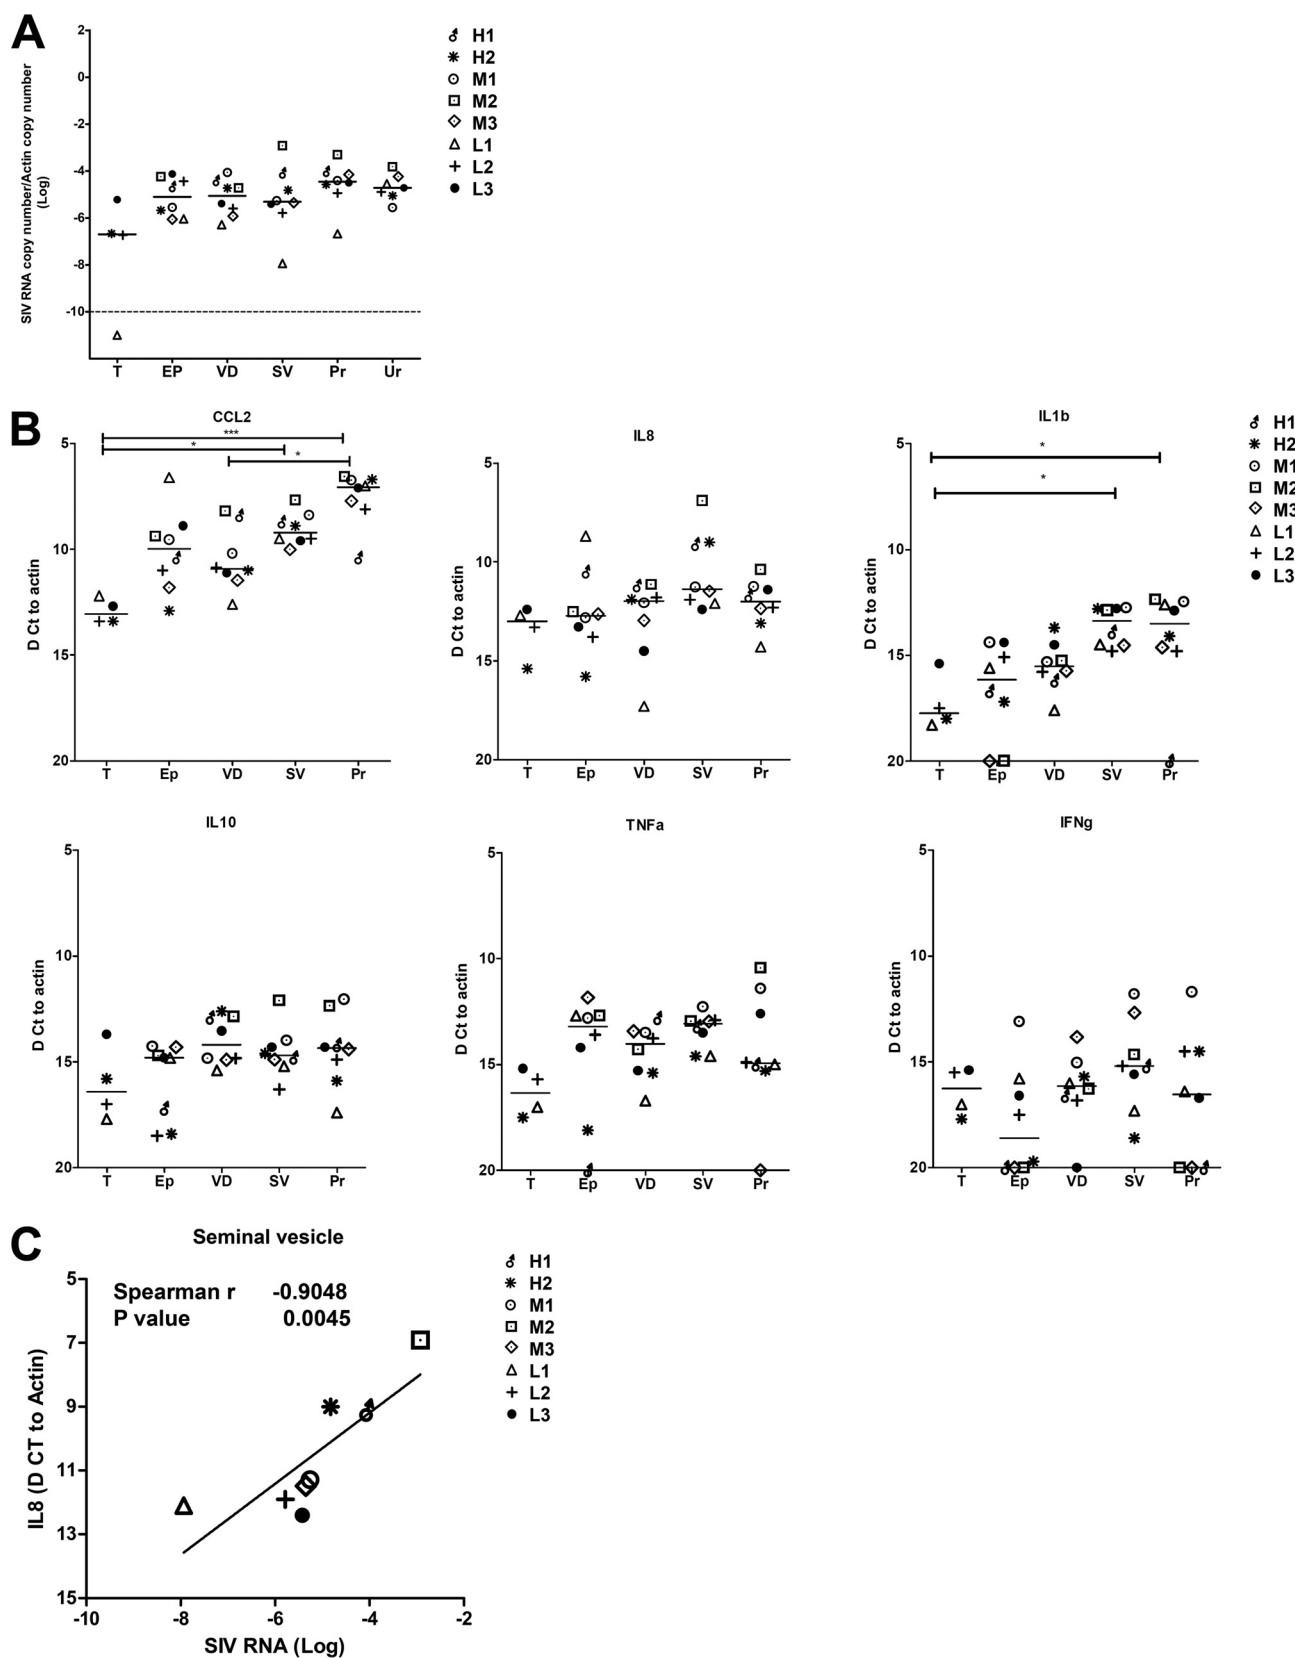 A
SIV RNA copy number/Actin copy number
(Log)
2
0
-2
-4
-6
-8
-10
T EP VD SV Pr Ur
H1
H2
M1
M2
M3
L1
L2
L3
B
CCL2
***
*
*
D Ct to actin
5
10
15
20
T Ep VD SV Pr
IL8
D Ct to actin
5
10
15
20
T Ep VD SV Pr
IL1b
*
*
D Ct to actin
5
10
15
20
T Ep VD SV Pr
H1
H2
M1
M2
M3
L1
L2
L3
IL10
D Ct to actin
5
10
15
20
T Ep VD SV Pr
TNFa
D Ct to actin
5
10
15
20
T Ep VD SV Pr
IFNg
D Ct to actin
5
10
15
20
T Ep VD SV Pr
C
Seminal vesicle
Spearman r -0.9048
P value 0.0045
IL8 (D CT to Actin)
5
7
9
11
13
15
-10 -8 -6 -4 -2
SIV RNA (Log)
H1
H2
M1
M2
M3
L1
L2
L3